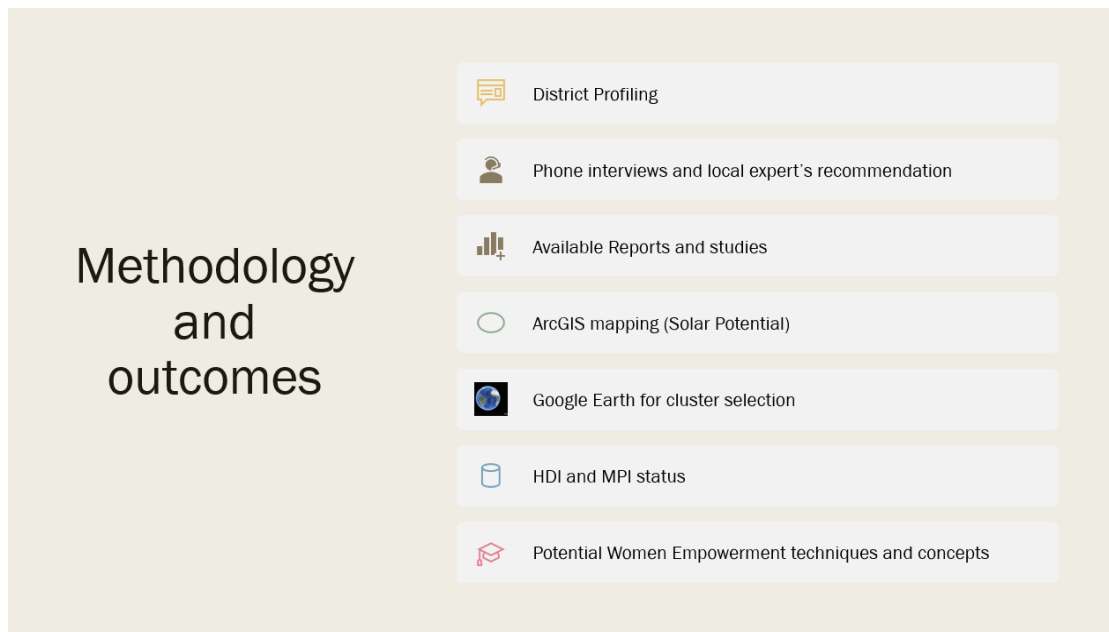 Methodology
and
outcomes
District Profiling
Phone interviews and local expert's recommendation
Available Reports and studies
ArcGIS mapping (Solar Potential)
Google Earth for cluster selection
HDI and MPI status
Potential Women Empowerment techniques and concepts